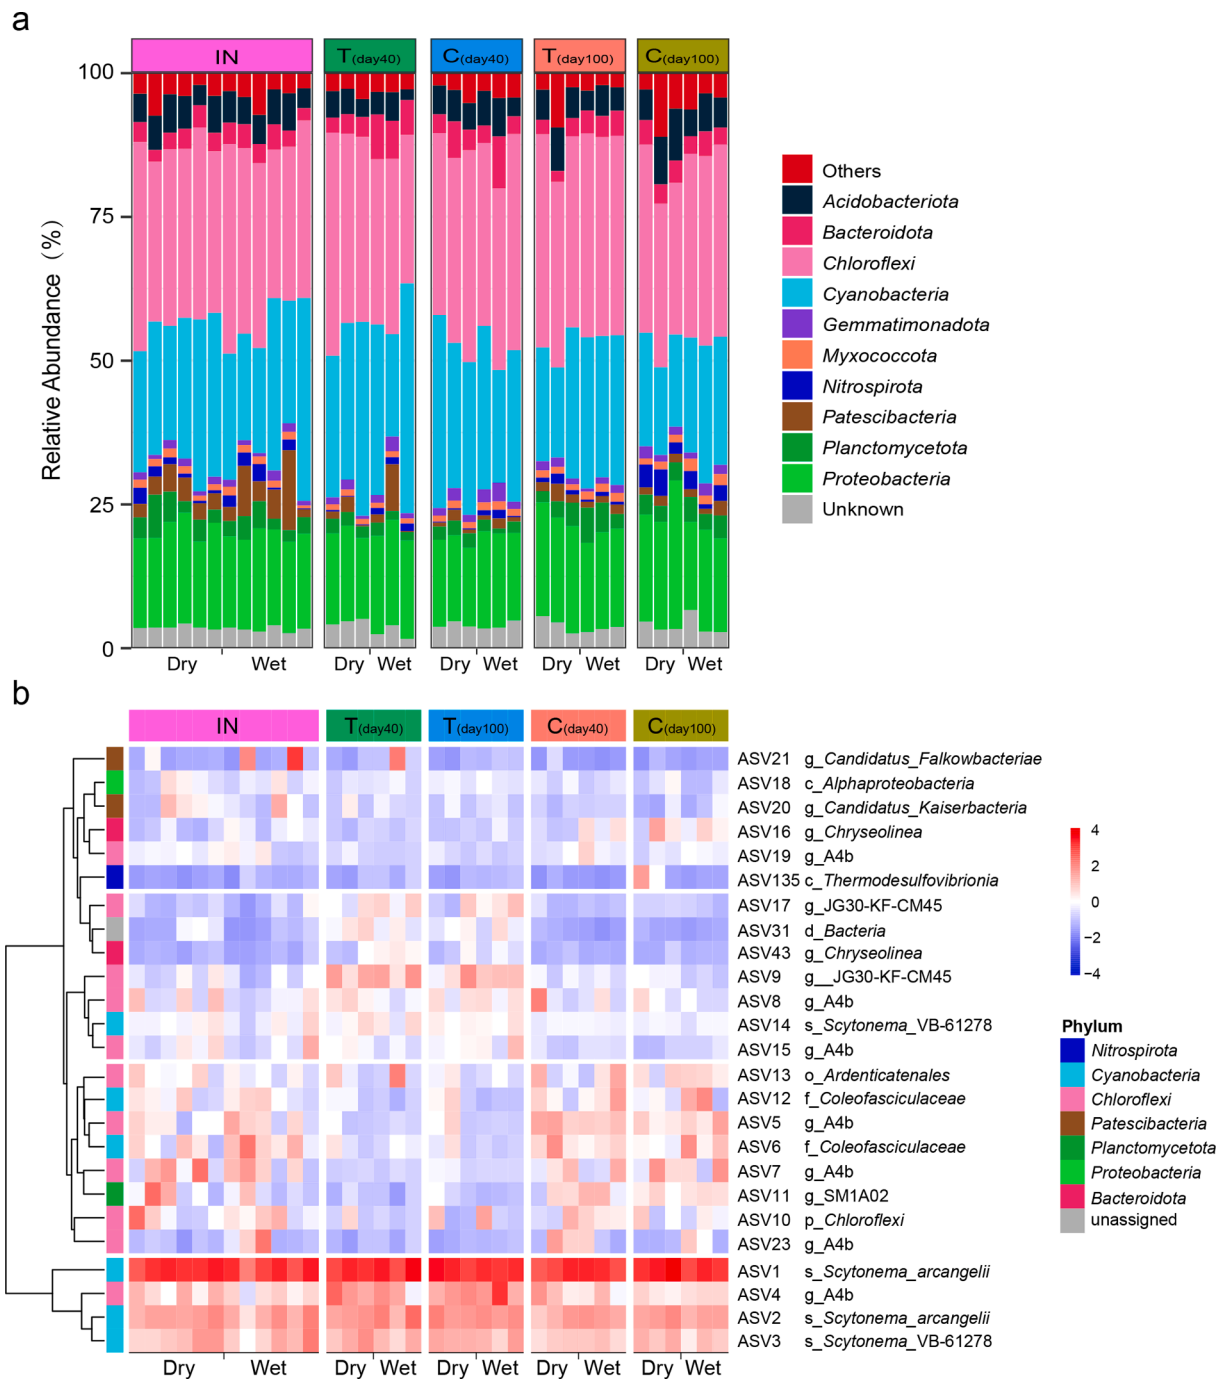 a
IN
T(day40)
C(day40)
T(day100)
C(day100)
Relative Abundance (%)
100
75
50
25
0
Dry
Wet
Dry
Wet
Dry
Wet
Dry
Wet
Dry
Wet
Others
Acidobacteriota
Bacteroidota
Chloroflexi
Cyanobacteria
Gemmatimonadota
Myxococcota
Nitrospirota
Patescibacteria
Planctomycetota
Proteobacteria
Unknown
b
IN
T(day40)
T(day100)
C(day40)
C(day100)
ASV21 g_Candidatus_Falkowbacteriae
ASV18 c_Alphaproteobacteria
ASV20 g_Candidatus_Kaiserbacteria
ASV16 g_Chryseolinea
ASV19 g_A4b
ASV135 c_Thermodesulfovibrionia
ASV17 g_JG30-KF-CM45
ASV31 d_Bacteria
ASV43 g_Chryseolinea
ASV9 g__JG30-KF-CM45
ASV8 g_A4b
ASV14 s_Scytonema_VB-61278
ASV15 g_A4b
ASV13 o_Ardenticatenales
ASV12 f_Coleofasciculaceae
ASV5 g_A4b
ASV6 f_Coleofasciculaceae
ASV7 g_A4b
ASV11 g_SM1A02
ASV10 p_Chloroflexi
ASV23 g_A4b
ASV1 s_Scytonema_arcangelii
ASV4 g_A4b
ASV2 s_Scytonema_arcangelii
ASV3 s_Scytonema_VB-61278
Dry
Wet
Dry
Wet
Dry
Wet
Dry
Wet
Dry
Wet
4
2
0
−2
−4
Phylum
Nitrospirota
Cyanobacteria
Chloroflexi
Patescibacteria
Planctomycetota
Proteobacteria
Bacteroidota
unassigned